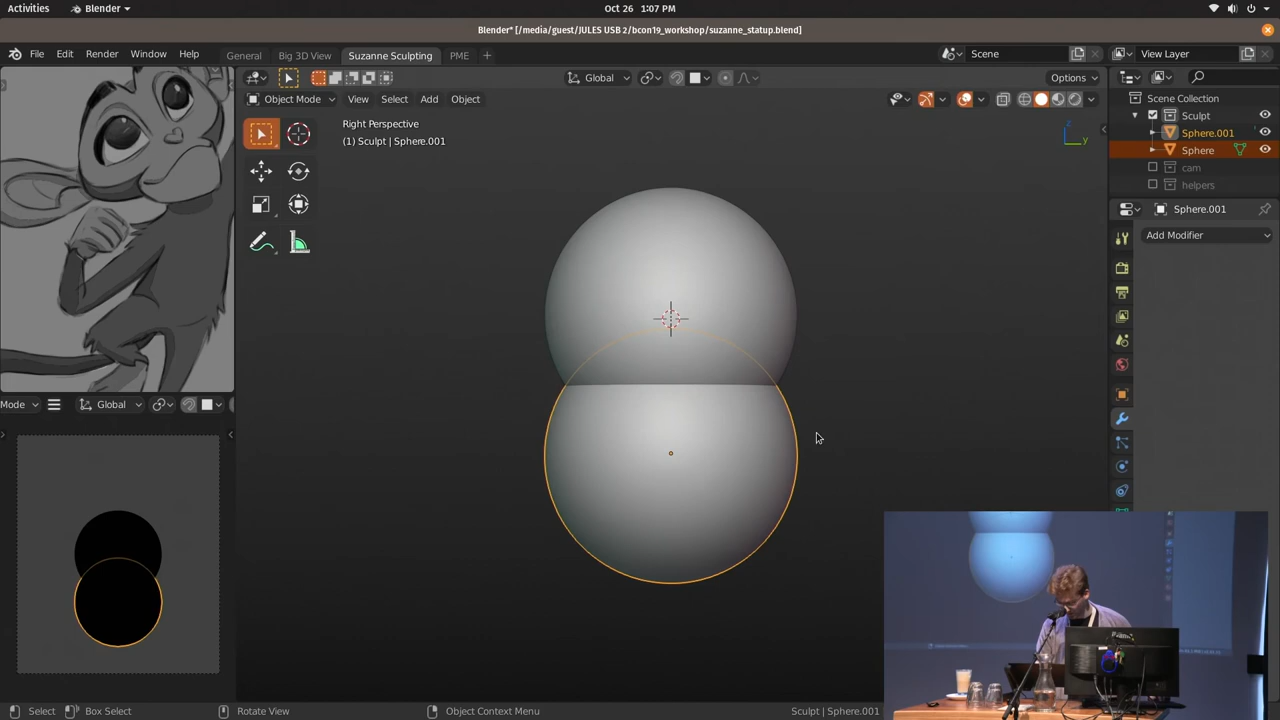 Activities
Blender
Oct 26 1:07 PM
Blender* [/media/guest/JULES USB 2/bcon19_workshop/suzanne_statup.blend]
File Edit Render Window Help
General Big 3D View Suzanne Sculpting PME
Scene
View Layer
Global
Options
Object Mode View Select Add Object
Right Perspective
(1) Sculpt | Sphere.001
z
y
Scene Collection
Sculpt
Sphere.001
Sphere
cam
helpers
Sphere.001
Add Modifier
Mode
Global
Select
Box Select
Rotate View
Object Context Menu
Sculpt | Sphere.001